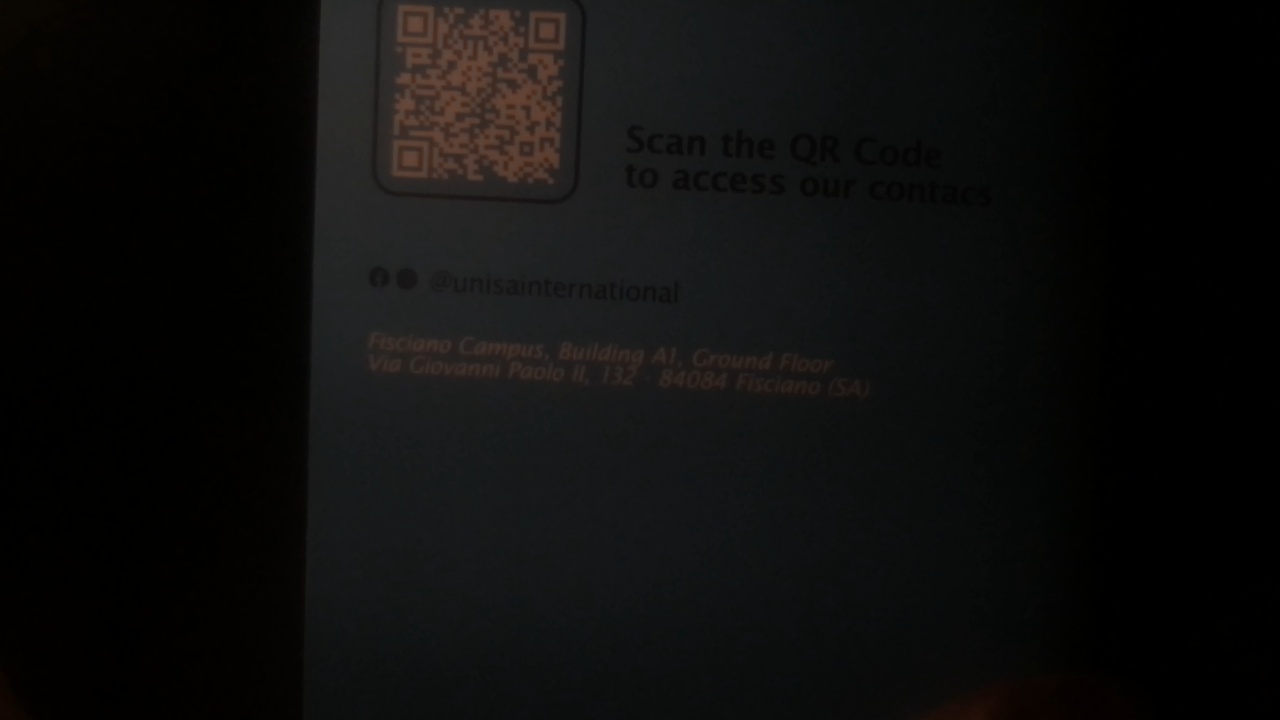 Scan the QR Code
to access our contacs
@unisainternational
Fisciano Campus, Building A1, Ground Floor
Via Giovanni Paolo II, 132 - 84084 Fisciano (SA)